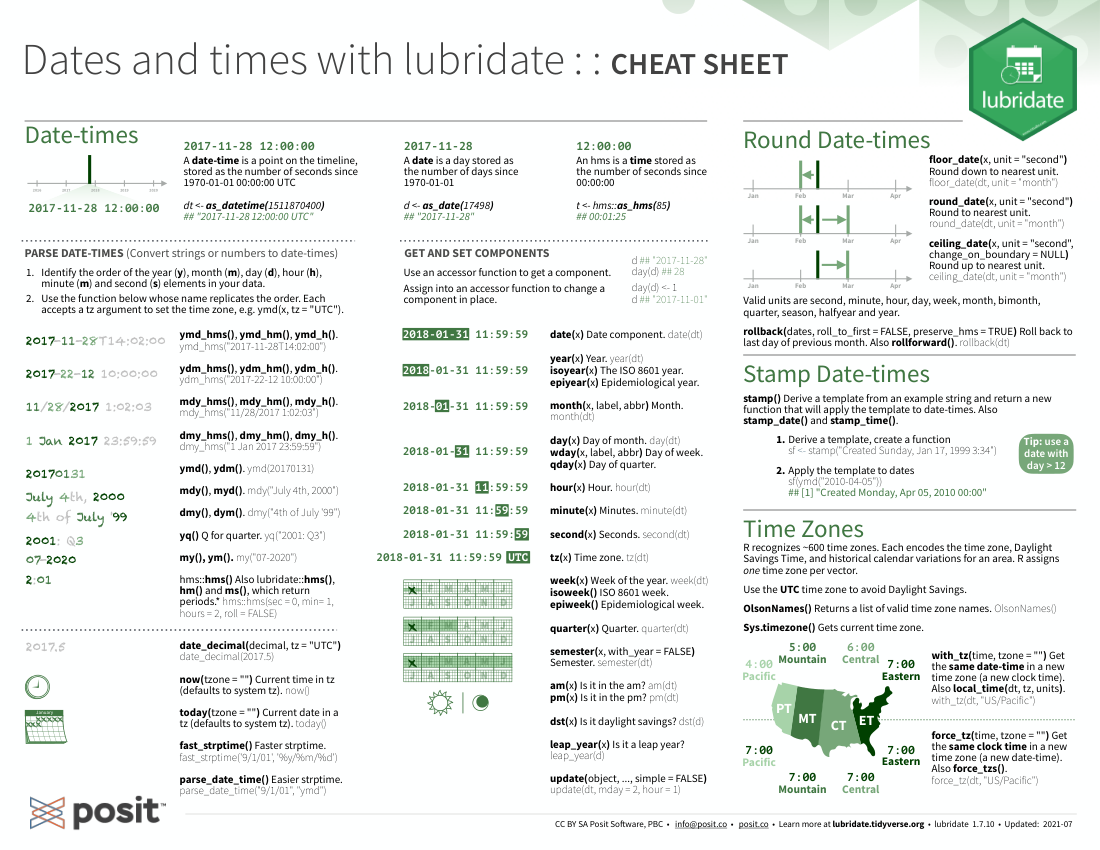 Dates and times with lubridate : : CHEAT SHEET
lubridate
Date-times
2017-11-28 12:00:00
2017-11-28 12:00:00
A date-time is a point on the timeline,
stored as the number of seconds since
1970-01-01 00:00:00 UTC
dt <- as_datetime(1511870400)
## "2017-11-28 12:00:00 UTC"
2017-11-28
A date is a day stored as
the number of days since
1970-01-01
d <- as_date(17498)
## "2017-11-28"
12:00:00
An hms is a time stored as
the number of seconds since
00:00:00
t <- hms::as_hms(85)
## 00:01:25
PARSE DATE-TIMES (Convert strings or numbers to date-times)
1. Identify the order of the year (y), month (m), day (d), hour (h),
minute (m) and second (s) elements in your data.
2. Use the function below whose name replicates the order. Each
accepts a tz argument to set the time zone, e.g. ymd(x, tz = "UTC").
2017-11-28T14:02:00
ymd_hms(), ymd_hm(), ymd_h().
ymd_hms("2017-11-28T14:02:00")
2017-22-12 10:00:00
ydm_hms(), ydm_hm(), ydm_h().
ydm_hms("2017-22-12 10:00:00")
11/28/2017 1:02:03
mdy_hms(), mdy_hm(), mdy_h().
mdy_hms("11/28/2017 1:02:03")
1 Jan 2017 23:59:59
dmy_hms(), dmy_hm(), dmy_h().
dmy_hms("1 Jan 2017 23:59:59")
20170131
ymd(), ydm(). ymd(20170131)
July 4th, 2000
mdy(), myd(). mdy("July 4th, 2000")
4th of July '99
dmy(), dym(). dmy("4th of July '99")
2001: Q3
yq() Q for quarter. yq("2001: Q3")
07-2020
my(), ym(). my("07-2020")
2:01
hms::hms() Also lubridate::hms(),
hm() and ms(), which return
periods.* hms::hms(sec = 0, min= 1,
hours = 2, roll = FALSE)
2017.5
date_decimal(decimal, tz = "UTC")
date_decimal(2017.5)
now(tzone = "") Current time in tz
(defaults to system tz). now()
January
today(tzone = "") Current date in a
tz (defaults to system tz). today()
fast_strptime() Faster strptime.
fast_strptime('9/1/01', '%y/%m/%d')
parse_date_time() Easier strptime.
parse_date_time("9/1/01", "ymd")
GET AND SET COMPONENTS
Use an accessor function to get a component.
Assign into an accessor function to change a
component in place.
d ## "2017-11-28"
day(d) ## 28
day(d) <- 1
d ## "2017-11-01"
2018-01-31 11:59:59
date(x) Date component. date(dt)
2018-01-31 11:59:59
year(x) Year. year(dt)
isoyear(x) The ISO 8601 year.
epiyear(x) Epidemiological year.
2018-01-31 11:59:59
month(x, label, abbr) Month.
month(dt)
2018-01-31 11:59:59
day(x) Day of month. day(dt)
wday(x, label, abbr) Day of week.
qday(x) Day of quarter.
2018-01-31 11:59:59
hour(x) Hour. hour(dt)
2018-01-31 11:59:59
minute(x) Minutes. minute(dt)
2018-01-31 11:59:59
second(x) Seconds. second(dt)
2018-01-31 11:59:59 UTC
tz(x) Time zone. tz(dt)
J F M A M J
J A S O N D
week(x) Week of the year. week(dt)
isoweek() ISO 8601 week.
epiweek() Epidemiological week.
J F M A M J
J A S O N D
quarter(x) Quarter. quarter(dt)
J F M A M J
J A S O N D
semester(x, with_year = FALSE)
Semester. semester(dt)
am(x) Is it in the am? am(dt)
pm(x) Is it in the pm? pm(dt)
dst(x) Is it daylight savings? dst(d)
leap_year(x) Is it a leap year?
leap_year(d)
update(object, ..., simple = FALSE)
update(dt, mday = 2, hour = 1)
Round Date-times
Jan Feb Mar Apr
floor_date(x, unit = "second")
Round down to nearest unit.
floor_date(dt, unit = "month")
Jan Feb Mar Apr
round_date(x, unit = "second")
Round to nearest unit.
round_date(dt, unit = "month")
Jan Feb Mar Apr
ceiling_date(x, unit = "second",
change_on_boundary = NULL)
Round up to nearest unit.
ceiling_date(dt, unit = "month")
Valid units are second, minute, hour, day, week, month, bimonth,
quarter, season, halfyear and year.
rollback(dates, roll_to_first = FALSE, preserve_hms = TRUE) Roll back to
last day of previous month. Also rollforward(). rollback(dt)
Stamp Date-times
stamp() Derive a template from an example string and return a new
function that will apply the template to date-times. Also
stamp_date() and stamp_time().
1. Derive a template, create a function
sf <- stamp("Created Sunday, Jan 17, 1999 3:34")
2. Apply the template to dates
sf(ymd("2010-04-05"))
## [1] "Created Monday, Apr 05, 2010 00:00"
Tip: use a
date with
day > 12
Time Zones
R recognizes ~600 time zones. Each encodes the time zone, Daylight
Savings Time, and historical calendar variations for an area. R assigns
one time zone per vector.
Use the UTC time zone to avoid Daylight Savings.
OlsonNames() Returns a list of valid time zone names. OlsonNames()
Sys.timezone() Gets current time zone.
5:00 6:00
Mountain Central
4:00 7:00
Pacific Eastern
PT MT CT ET
7:00 7:00
Pacific Eastern
7:00 7:00
Mountain Central
with_tz(time, tzone = "") Get
the same date-time in a new
time zone (a new clock time).
Also local_time(dt, tz, units).
with_tz(dt, "US/Pacific")
force_tz(time, tzone = "") Get
the same clock time in a new
time zone (a new date-time).
Also force_tzs().
force_tz(dt, "US/Pacific")
posit™
CC BY SA Posit Software, PBC • info@posit.co • posit.co • Learn more at lubridate.tidyverse.org • lubridate 1.7.10 • Updated: 2021-07